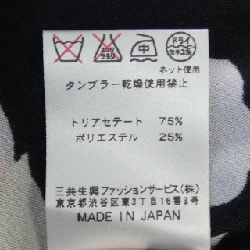 ドライ
セキユ系
ネット使用
タンブラー乾燥使用禁止
トリアセテート 75%
ポリエステル 25%
三共生興ファッションサービス(株)
東京都渋谷区東3丁目16番3号
MADE IN JAPAN